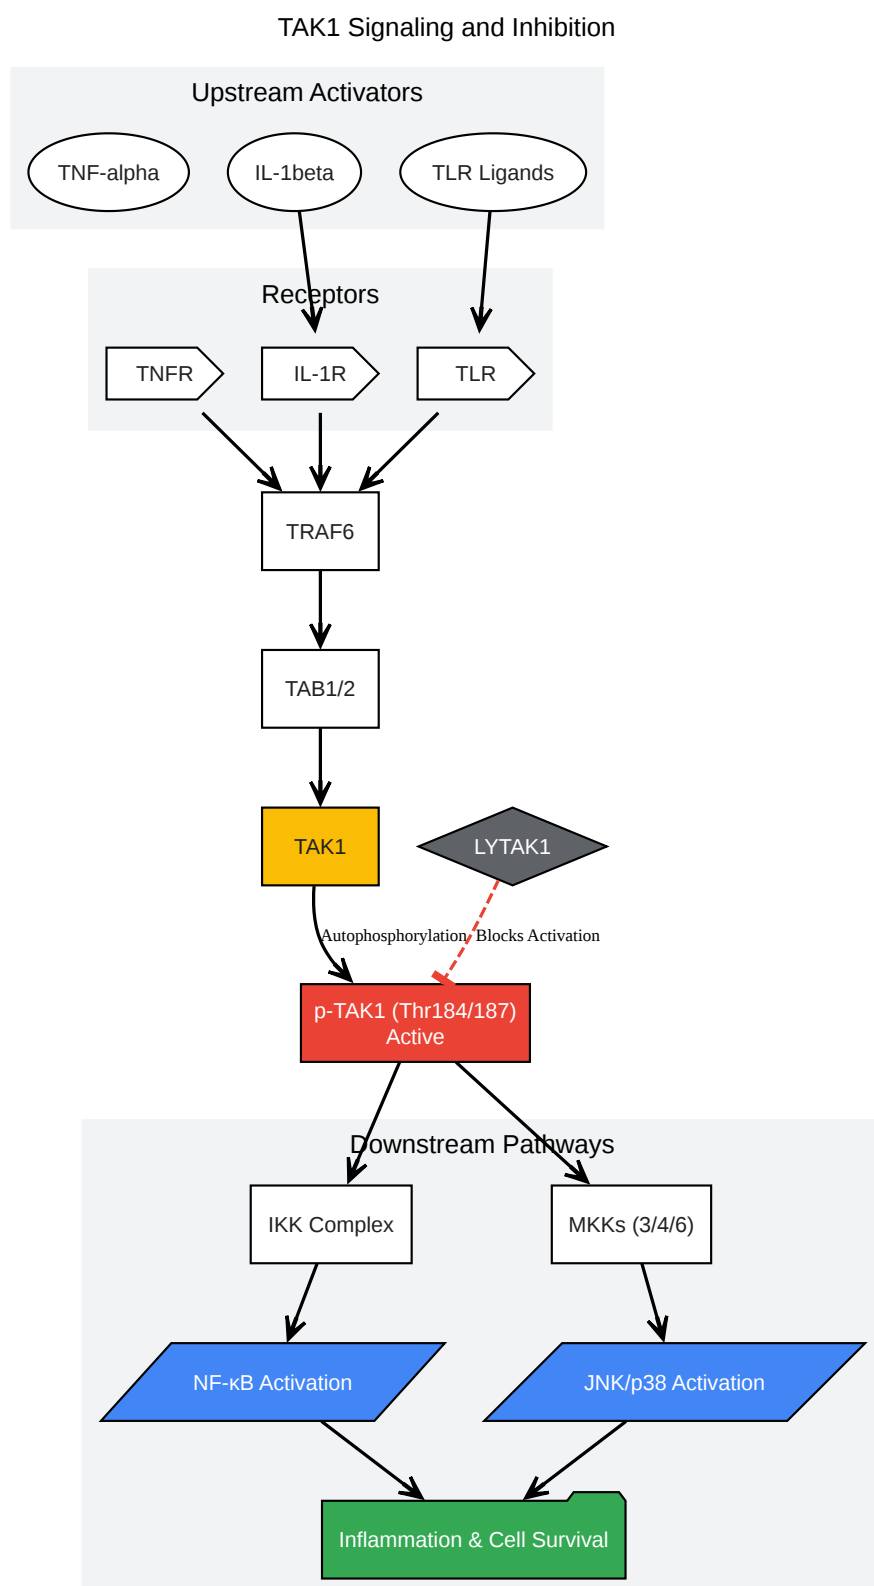 TAK1 Signaling and Inhibition
Upstream Activators
TNF-alpha
IL-1beta
TLR Ligands
Receptors
TNFR
IL-1R
TLR
TRAF6
TAB1/2
TAK1
LYTAK1
Autophosphorylation
Blocks Activation
p-TAK1 (Thr184/187)
Active
Downstream Pathways
IKK Complex
MKKs (3/4/6)
NF-κB Activation
JNK/p38 Activation
Inflammation & Cell Survival